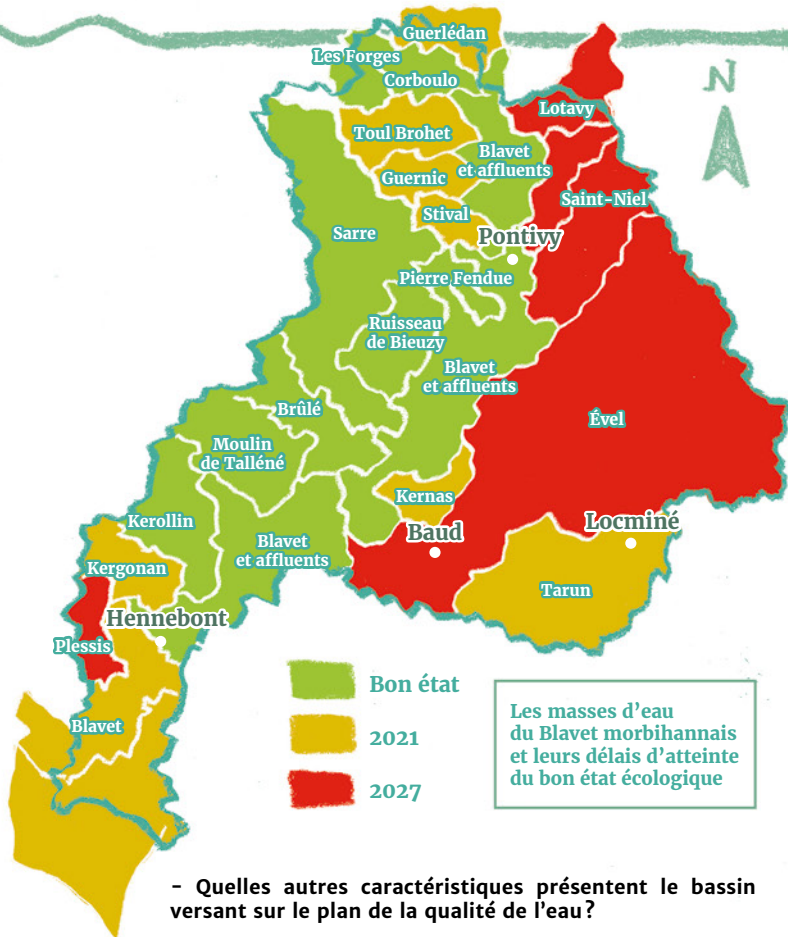 Guerlédan
Les Forges
Corboulo
N
Lotavy
Toul Brohet
Blavet
et affluents
Guernic
Saint-Niel
Stival
Sarre
Pontivy
Pierre Fendue
Ruisseau
de Bieuzy
Blavet
et affluents
Brûlé
Ével
Moulin
de Talléné
Kernas
Kerollin
Locminé
Baud
Blavet
et affluents
Kergonan
Tarun
Hennebont
Plessis
Blavet
Bon état
2021
2027
Les masses d’eau
du Blavet morbihannais
et leurs délais d’atteinte
du bon état écologique
- Quelles autres caractéristiques présentent le bassin
versant sur le plan de la qualité de l’eau ?